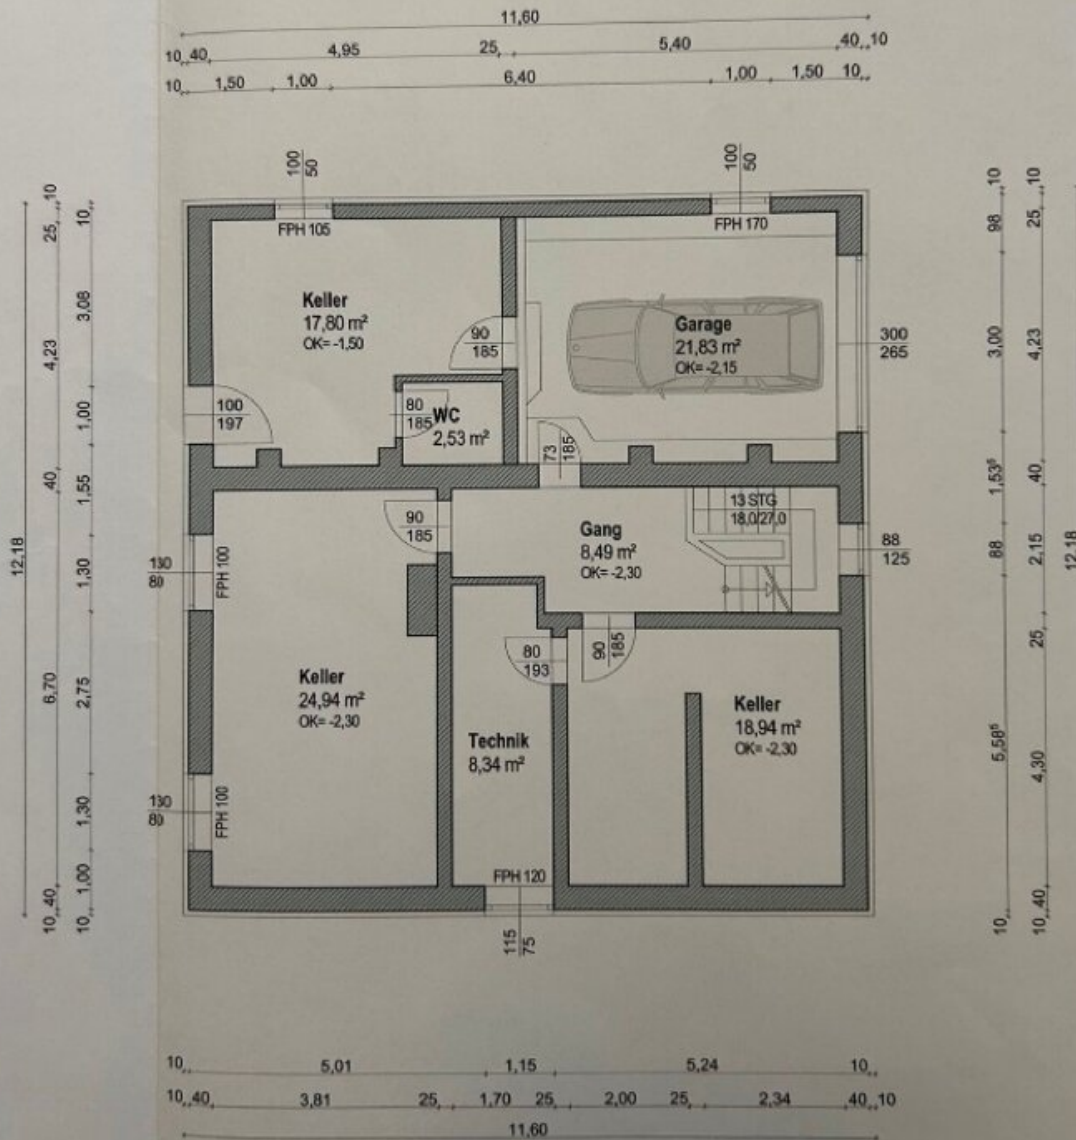 11,60
10 40 4,95 25 5,40 40 10
10 1,50 1,00 6,40 1,00 1,50 10
100
50
FPH 105
100
50
FPH 170
12,18
10 25 4,23 40 6,70 40 10
10 3,08 1,00 1,55 1,30 2,75 1,30 1,00 10
Keller
17,80 m²
OK= -1,50
90
185
Garage
21,83 m²
OK= -2,15
300
265
100
197
80
185
WC
2,53 m²
73
185
90
185
Gang
8,49 m²
OK= -2,30
13 STG
18,0/27,0
88
125
130
80
FPH 100
Keller
24,94 m²
OK= -2,30
80
193
90
185
Technik
8,34 m²
Keller
18,94 m²
OK= -2,30
130
80
FPH 100
FPH 120
115
75
10 98 3,00 1,53⁵ 88 5,58⁵ 10
10 25 4,23 40 2,15 25 4,30 40 10
12,18
10 5,01 1,15 5,24 10
10 40 3,81 25 1,70 25 2,00 25 2,34 40 10
11,60